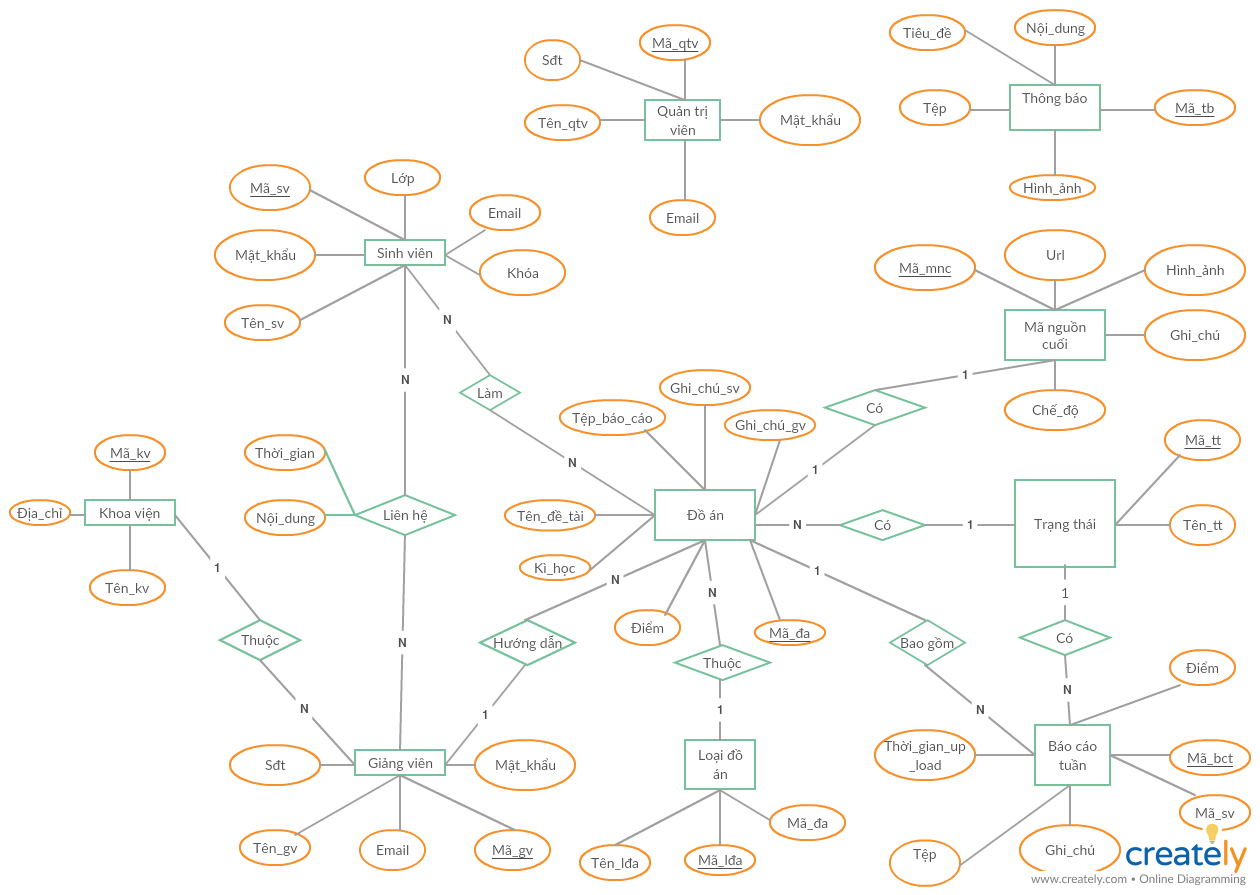 Tiêu_đề
Nội_dung
Mã_qtv
Sđt
Thông báo
Tệp
Mã_tb
Quản trị
viên
Tên_qtv
Mật_khẩu
Hình_ảnh
Email
Lớp
Mã_sv
Email
Sinh viên
Mật_khẩu
Khóa
Tên_sv
Url
Mã_mnc
Hình_ảnh
Mã nguồn
cuối
Ghi_chú
Chế_độ
N
N
1
Làm
Có
Ghi_chú_sv
Tệp_báo_cáo
Ghi_chú_gv
Mã_tt
Mã_kv
Thời_gian
N
1
Địa_chỉ
Khoa viện
Nội_dung
Liên hệ
Tên_đề_tài
Đồ án
N
Có
1
Trạng thái
Tên_tt
1
Kì_học
N
N
1
1
Tên_kv
Điểm
Mã_đa
Thuộc
N
Hướng dẫn
Thuộc
Bao gồm
Có
Điểm
N
N
1
1
N
Sđt
Giảng viên
Mật_khẩu
Loại đồ
án
Thời_gian_up
_load
Báo cáo
tuần
Mã_bct
Mã_sv
Tên_gv
Email
Mã_gv
Mã_đa
Tên_lđa
Mã_lđa
Tệp
Ghi_chú
creately
www.creately.com • Online Diagramming